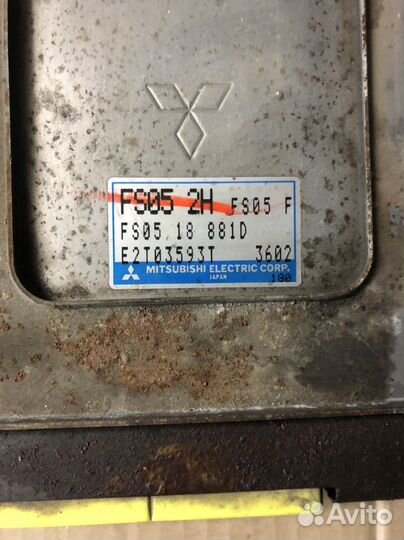 FS05 2H FS05 F
FS05 18 881D
E2T03593T 3602
MITSUBISHI ELECTRIC CORP.
JAPAN 180
Avito